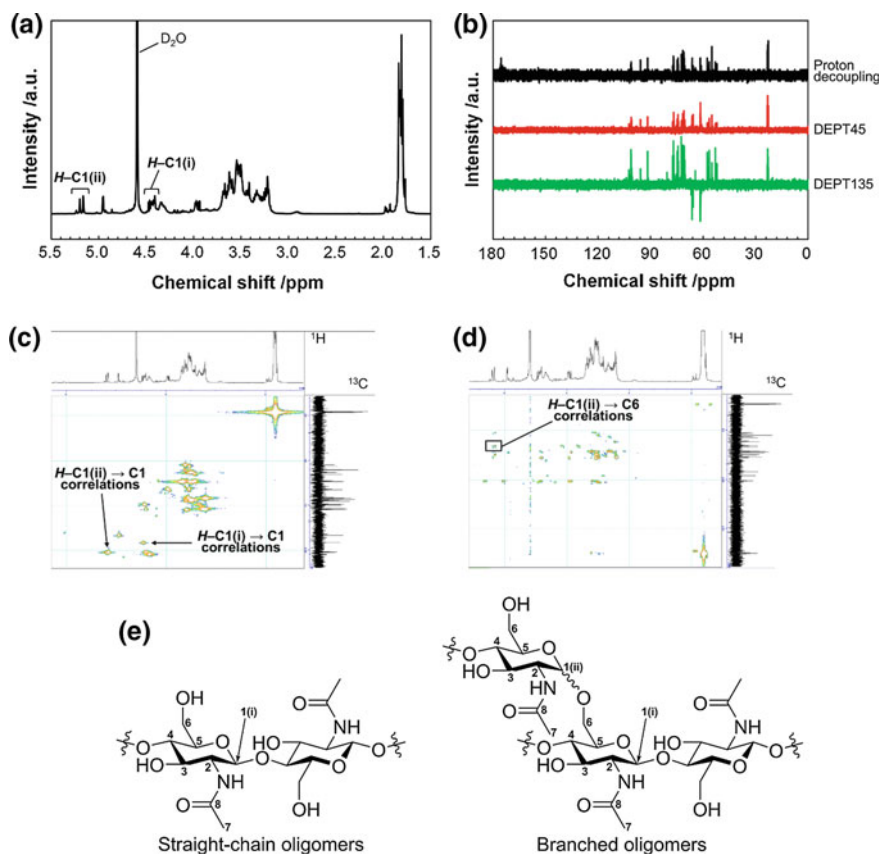 (a)
D₂O
H–C1(ii)
H–C1(i)
Intensity /a.u.
5.5 5.0 4.5 4.0 3.5 3.0 2.5 2.0 1.5
Chemical shift /ppm
(b)
Proton
decoupling
DEPT45
DEPT135
Intensity /a.u.
180 150 120 90 60 30 0
Chemical shift /ppm
(c)
¹H
¹³C
H–C1(ii) → C1
correlations
H–C1(i) → C1
correlations
(d)
¹H
¹³C
H–C1(ii) → C6
correlations
(e)
OH
6
4
5
O
1(i)
O
HO
3
2
NH
O
8
7
O
NH
HO
O
O
O
OH
Straight-chain oligomers
OH
6
4
5
O
1(ii)
O
HO
3
2
NH
O
8
7
O
6
4
5
O
1(i)
O
HO
3
2
NH
O
8
7
O
NH
HO
O
O
O
OH
Branched oligomers